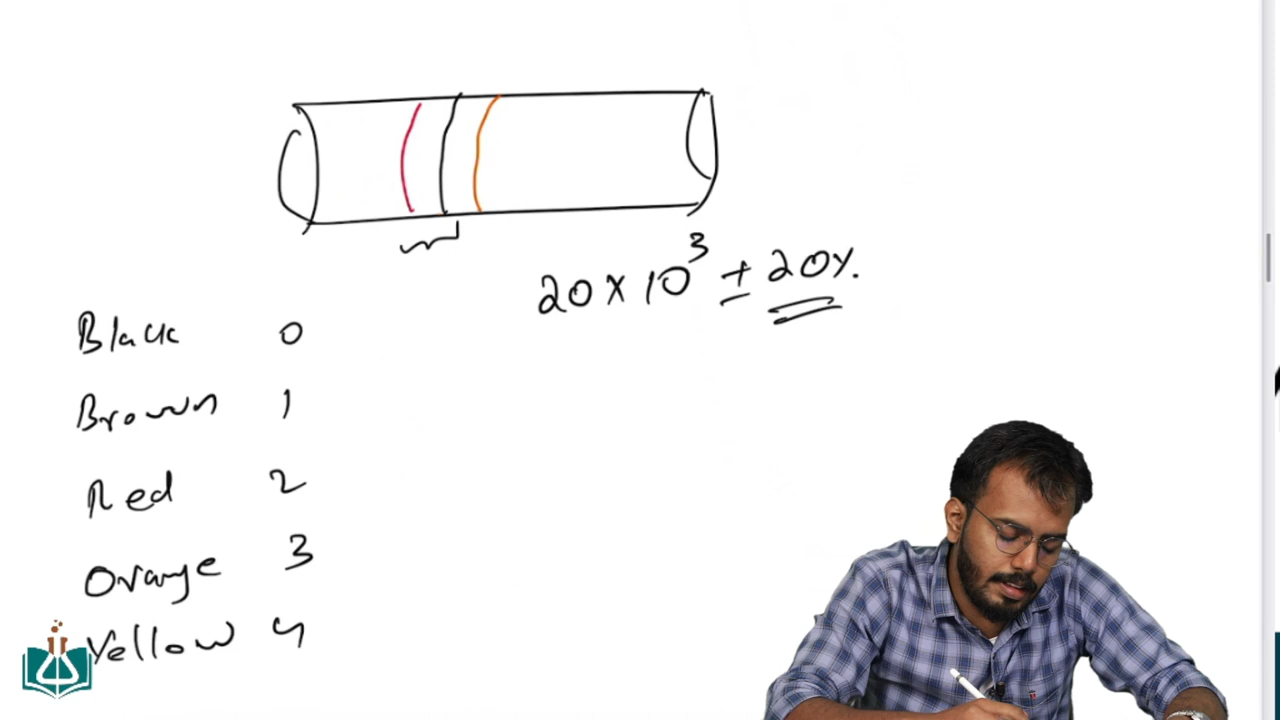 20 × 10³ ± 20%.
Black 0
Brown 1
Red 2
Orange 3
Yellow 4